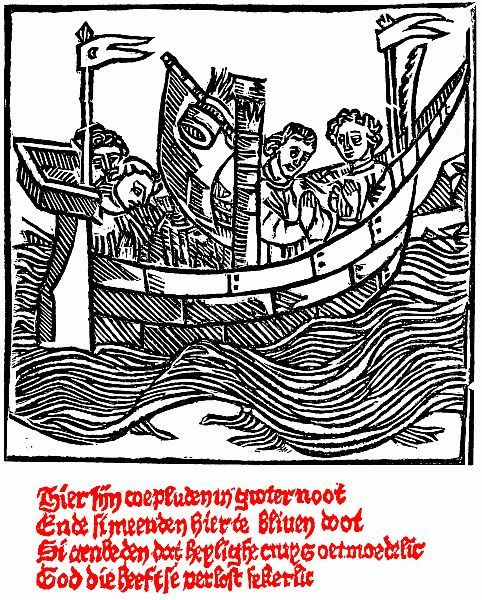 Hier sijn coepluden in groter noot
Ende si meenden hier te bliuen doot
Si aenbeden dat heylighe cruys oetmoedelic
God die heeft se verlost sekerlic